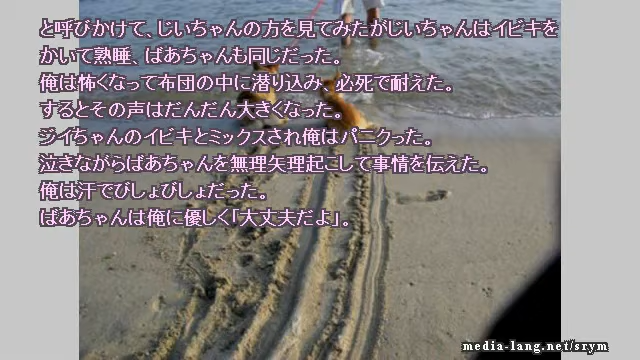 と呼びかけて、じいちゃんの方を見てみたがじいちゃんはイビキを
かいて熟睡、ばあちゃんも同じだった。
俺は怖くなって布団の中に潜り込み、必死で耐えた。
するとその声はだんだん大きくなった。
ジイちゃんのイビキとミックスされ俺はパニクった。
泣きながらばあちゃんを無理矢理起こして事情を伝えた。
俺は汗でびしょびしょだった。
ばあちゃんは俺に優しく「大丈夫だよ」。
media-lang.net/srym